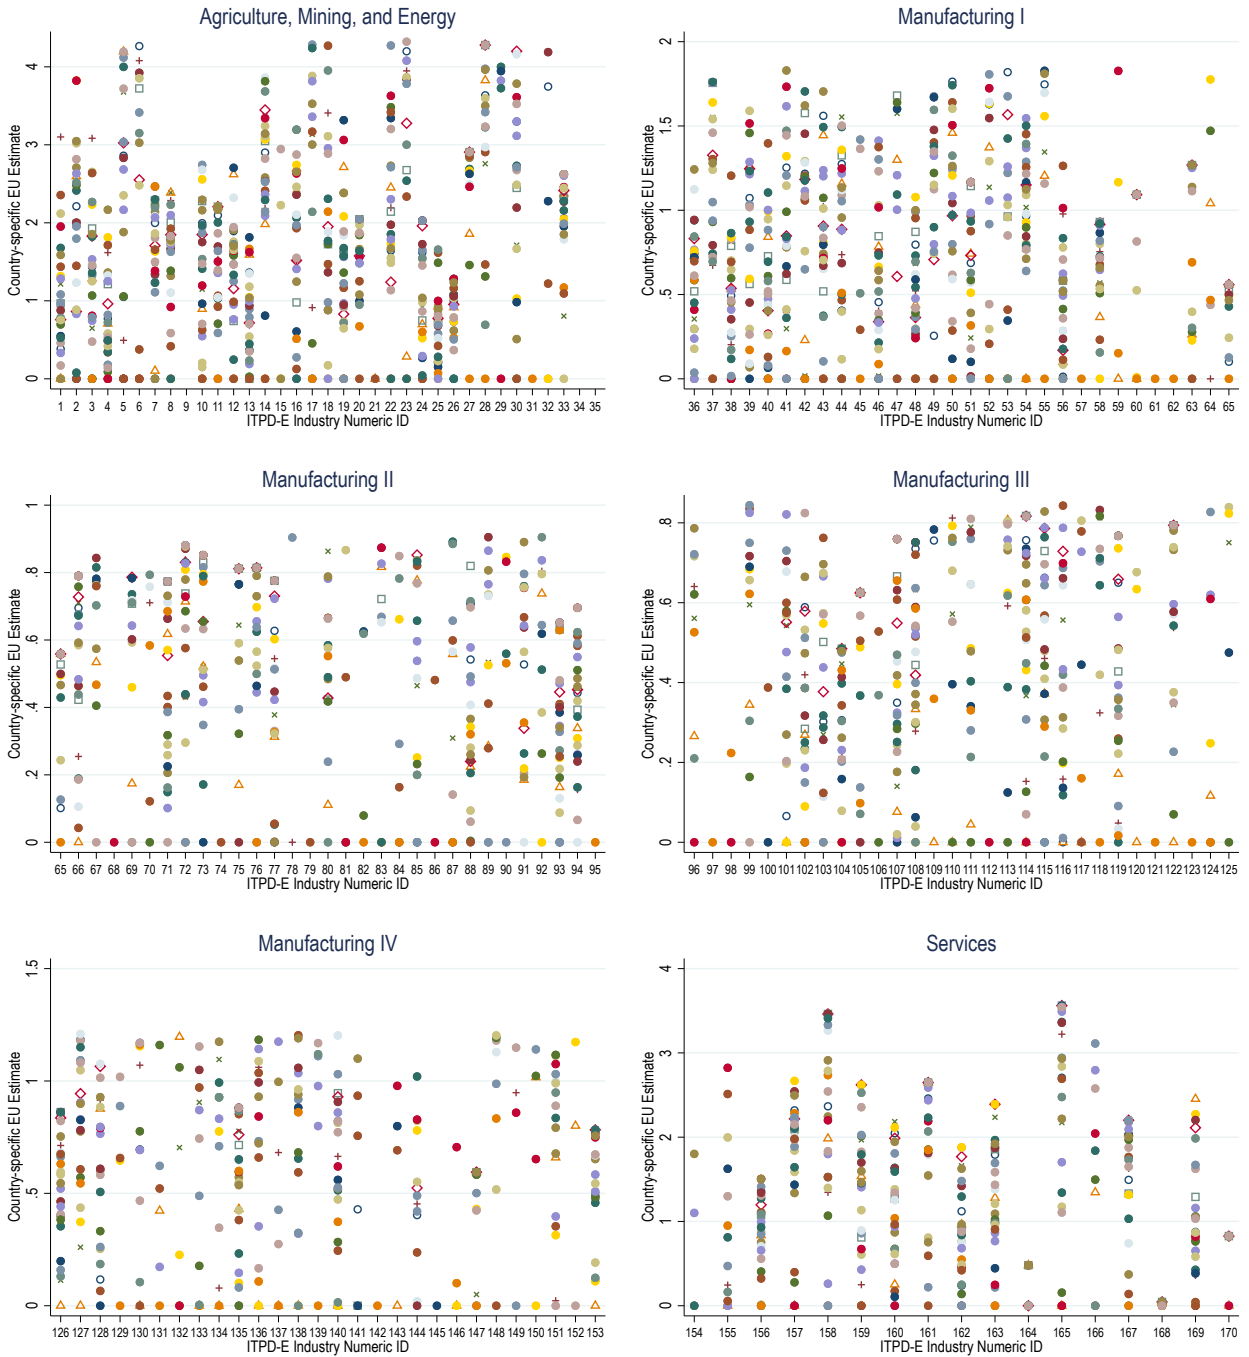 Agriculture, Mining, and Energy
Country-specific EU Estimate
4
3
2
1
0
1 2 3 4 5 6 7 8 9 10 11 12 13 14 15 16 17 18 19 20 21 22 23 24 25 26 27 28 29 30 31 32 33 34 35
ITPD-E Industry Numeric ID
Manufacturing I
Country-specific EU Estimate
2
1.5
1
.5
0
36 37 38 39 40 41 42 43 44 45 46 47 48 49 50 51 52 53 54 55 56 57 58 59 60 61 62 63 64 65
ITPD-E Industry Numeric ID
Manufacturing II
Country-specific EU Estimate
1
.8
.6
.4
.2
0
65 66 67 68 69 70 71 72 73 74 75 76 77 78 79 80 81 82 83 84 85 86 87 88 89 90 91 92 93 94 95
ITPD-E Industry Numeric ID
Manufacturing III
Country-specific EU Estimate
.8
.6
.4
.2
0
96 97 98 99 100 101 102 103 104 105 106 107 108 109 110 111 112 113 114 115 116 117 118 119 120 121 122 123 124 125
ITPD-E Industry Numeric ID
Manufacturing IV
Country-specific EU Estimate
1.5
1
.5
0
126 127 128 129 130 131 132 133 134 135 136 137 138 139 140 141 142 143 144 145 146 147 148 149 150 151 152 153
ITPD-E Industry Numeric ID
Services
Country-specific EU Estimate
4
3
2
1
0
154 155 156 157 158 159 160 161 162 163 164 165 166 167 168 169 170
ITPD-E Industry Numeric ID